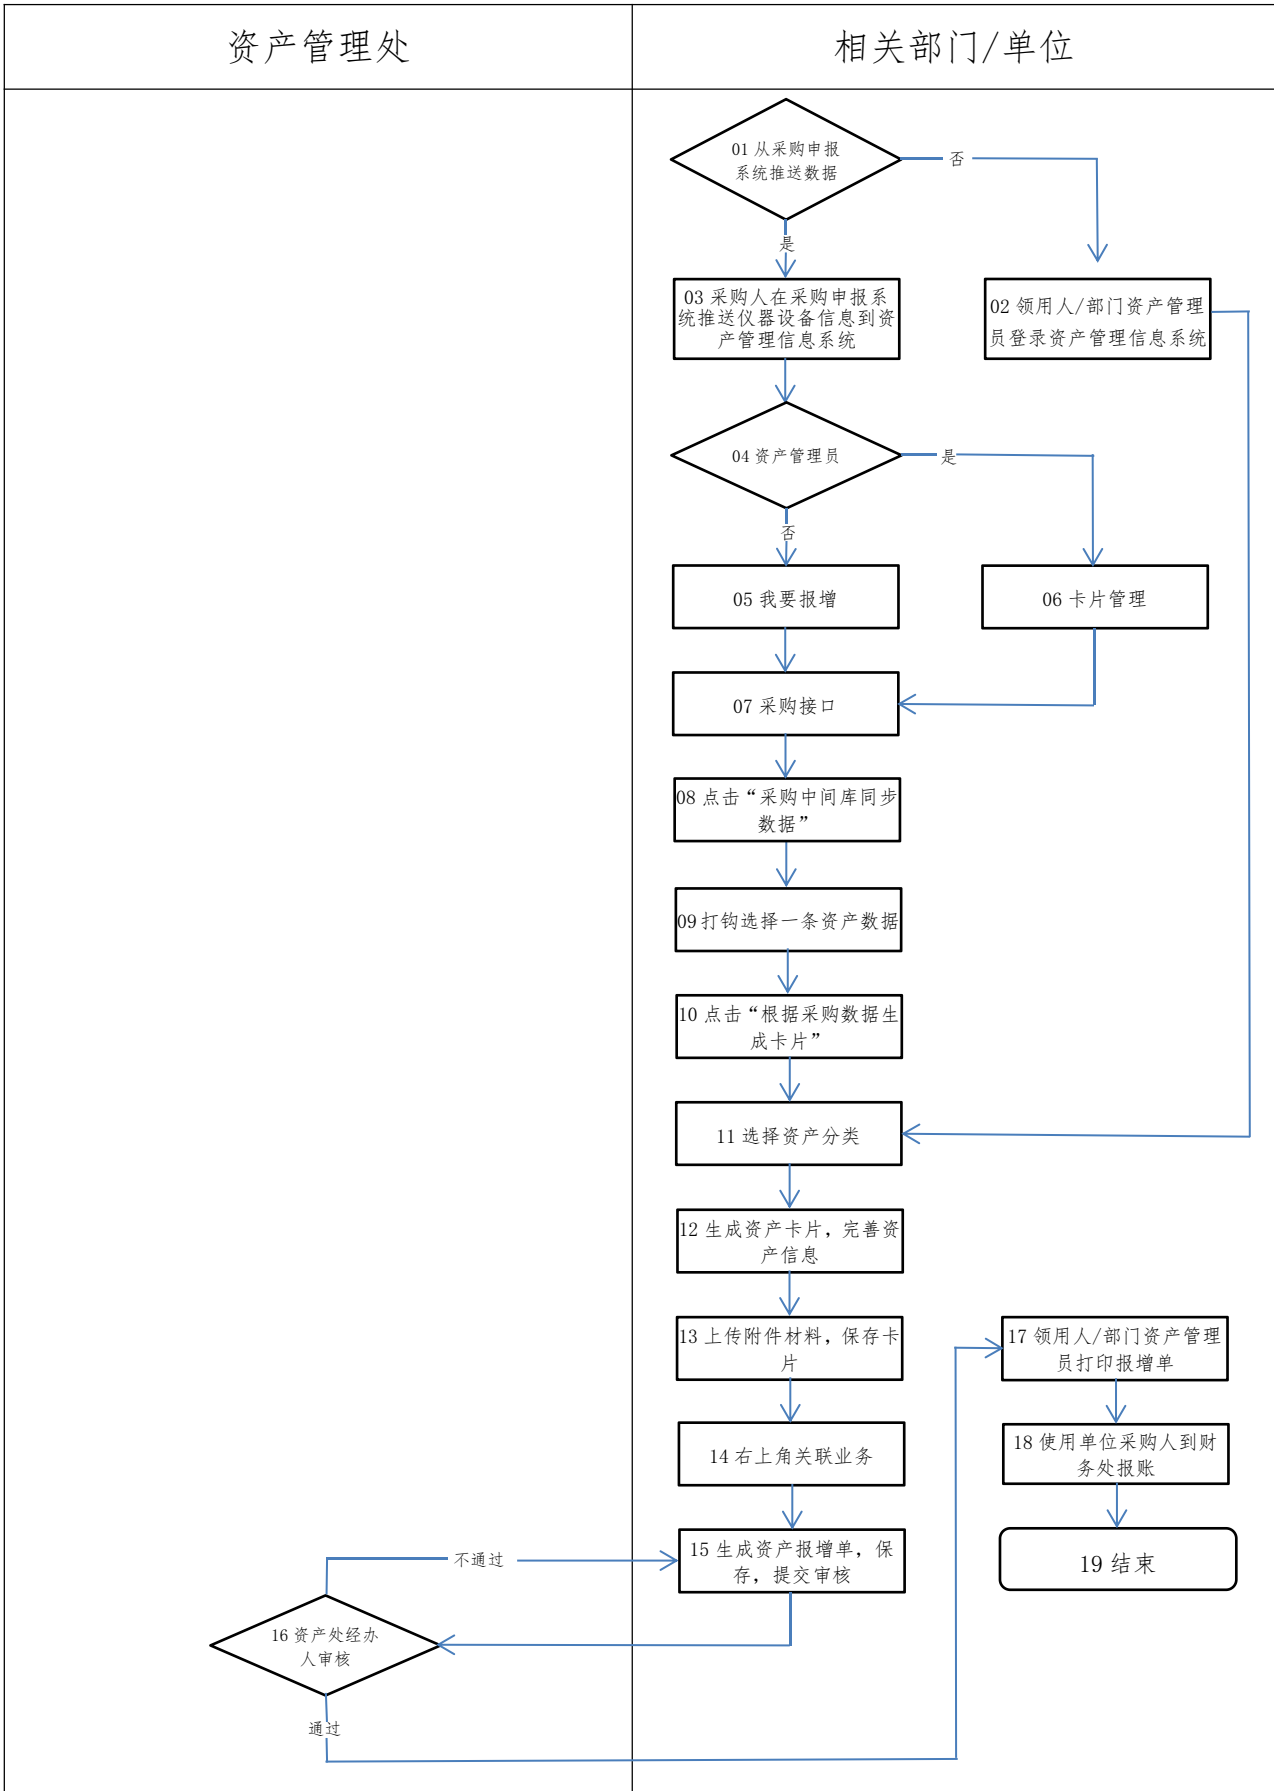 资产管理处
相关部门/单位
01 从采购申报
系统推送数据
否
是
03 采购人在采购申报系
统推送仪器设备信息到资
产管理信息系统
02 领用人/部门资产管理
员登录资产管理信息系统
04 资产管理员
是
否
05 我要报增
06 卡片管理
07 采购接口
08 点击“采购中间库同步
数据”
09 打钩选择一条资产数据
10 点击“根据采购数据生
成卡片”
11 选择资产分类
12 生成资产卡片，完善资
产信息
13 上传附件材料，保存卡
片
17 领用人/部门资产管理
员打印报增单
14 右上角关联业务
18 使用单位采购人到财
务处报账
不通过
15 生成资产报增单，保
存，提交审核
19 结束
16 资产处经办
人审核
通过